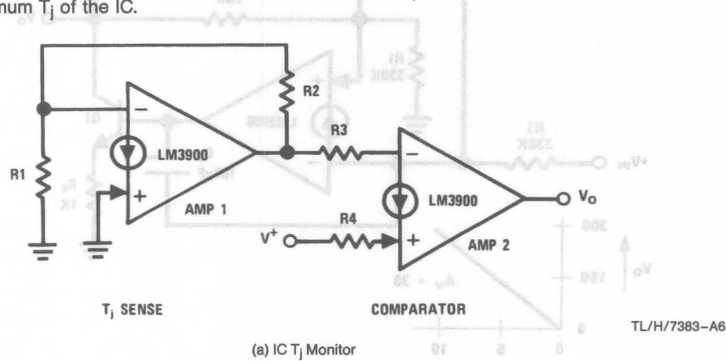 num Tj of the IC.
R1
R2
R3
R4
LM3900
AMP 1
LM3900
AMP 2
V+
Vo
Tj SENSE
COMPARATOR
TL/H/7383–A6
(a) IC Tj Monitor